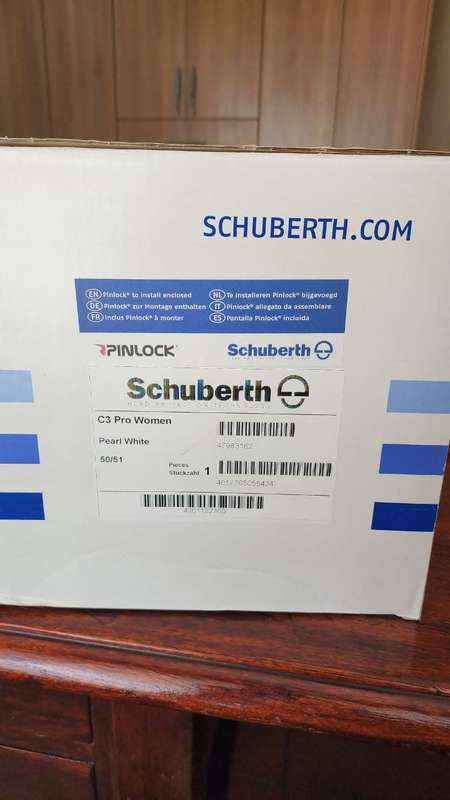 SCHUBERTH.COM
EN Pinlock® to install enclosed
NL Te installieren Pinlock® bijgevoegd
DE Pinlock® zur Montage enthalten
IT Pinlock® allegato da assemblare
FR Inclus Pinlock® à monter
ES Pantalla Pinlock® incluida
PINLOCK®
Schuberth
Schuberth
C3 Pro Women
Pearl White
50/51
Pieces
Stückzahl 1